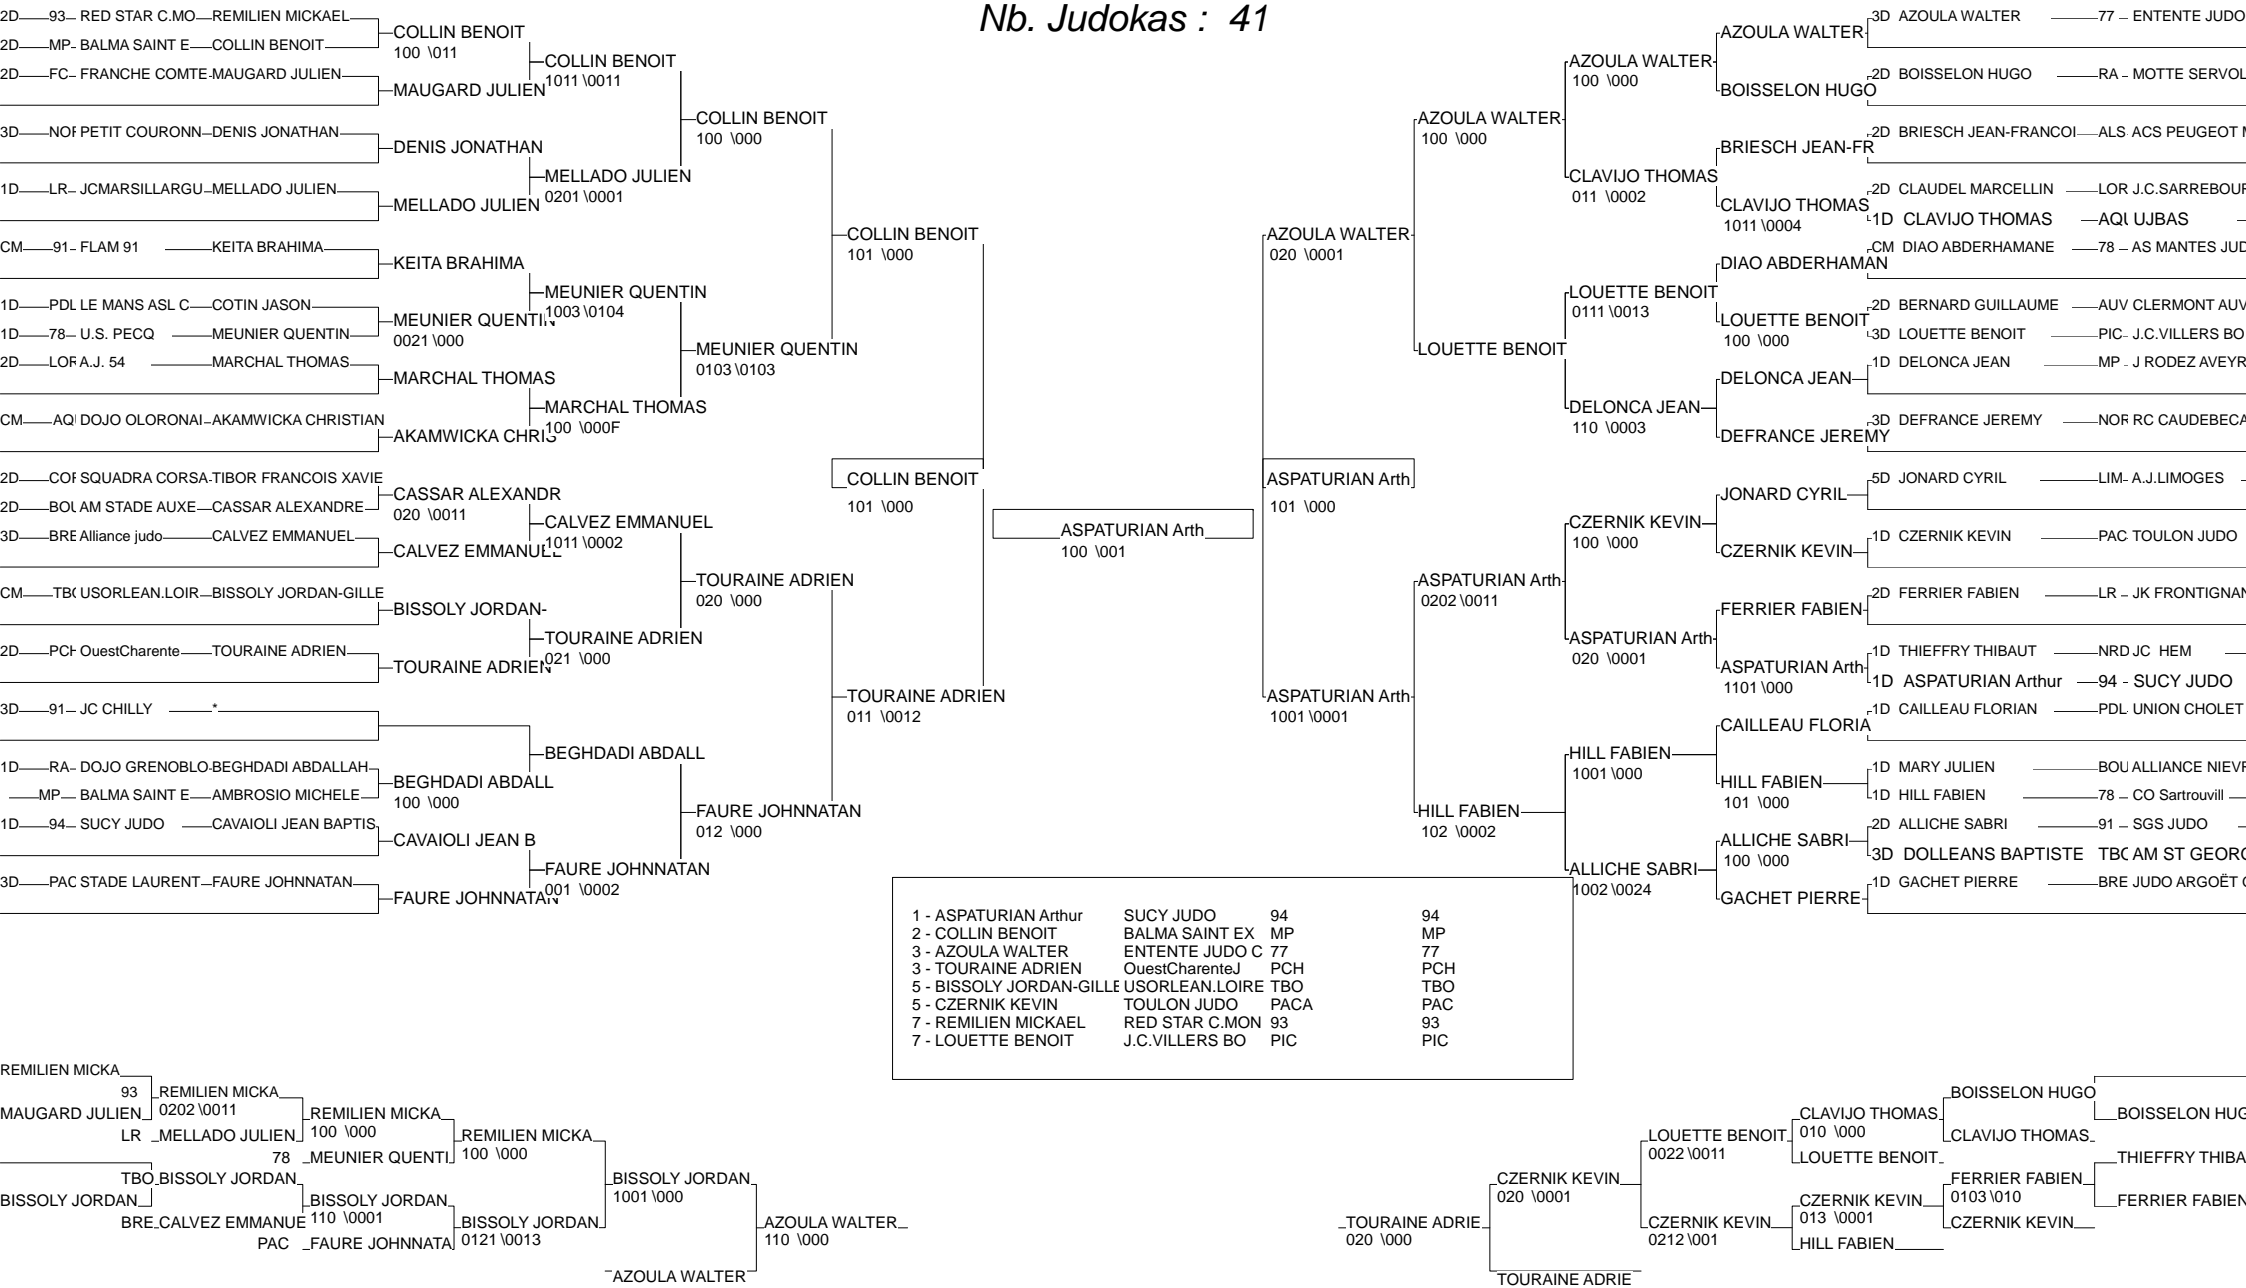 Nb. Judokas : 41
2D 93 RED STAR C.MO REMILIEN MICKAEL
2D MP BALMA SAINT E COLLIN BENOIT
2D FC FRANCHE COMTE MAUGARD JULIEN
3D PETIT COURONN DENIS JONATHAN
1D LR JCMARSILLARGU MELLADO JULIEN
CM 91 FLAM 91 KEITA BRAHIMA
1D PDL LE MANS ASL C COTIN JASON
1D 78 U.S. PECQ MEUNIER QUENTIN
2D A.J. 54 MARCHAL THOMAS
CM DOJO OLORONAI AKAMWICKA CHRISTIAN
2D SQUADRA CORSA TIBOR FRANCOIS XAVIE
2D AM STADE AUXE CASSAR ALEXANDRE
3D BRE Alliance judo CALVEZ EMMANUEL
CM USORLEAN.LOIR BISSOLY JORDAN-GILLE
2D OuestCharente TOURAINE ADRIEN
3D 91 JC CHILLY *
1D RA DOJO GRENOBLO BEGHDADI ABDALLAH
MP BALMA SAINT E AMBROSIO MICHELE
1D 94 SUCY JUDO CAVAIOLI JEAN BAPTIS
3D PAC STADE LAURENT FAURE JOHNNATAN
COLLIN BENOIT
100 \011
MAUGARD JULIEN
DENIS JONATHAN
MELLADO JULIEN
KEITA BRAHIMA
MEUNIER QUENTIN
0021 \000
MARCHAL THOMAS
AKAMWICKA CHRIS
CASSAR ALEXANDR
020 \0011
CALVEZ EMMANUEL
BISSOLY JORDAN-
TOURAINE ADRIEN
BEGHDADI ABDALL
100 \000
CAVAIOLI JEAN B
FAURE JOHNNATAN
COLLIN BENOIT
1011 \0011
MELLADO JULIEN
0201 \0001
MEUNIER QUENTIN
1003 \0104
MARCHAL THOMAS
100 \000F
CALVEZ EMMANUEL
1011 \0002
TOURAINE ADRIEN
021 \000
BEGHDADI ABDALL
FAURE JOHNNATAN
001 \0002
COLLIN BENOIT
100 \000
MEUNIER QUENTIN
0103 \0103
TOURAINE ADRIEN
020 \000
FAURE JOHNNATAN
012 \000
COLLIN BENOIT
101 \000
COLLIN BENOIT
101 \000
TOURAINE ADRIEN
011 \0012
ASPATURIAN Arth
100 \001
AZOULA WALTER
020 \0001
ASPATURIAN Arth
101 \000
ASPATURIAN Arth
1001 \0001
AZOULA WALTER
100 \000
LOUETTE BENOIT
ASPATURIAN Arth
0202 \0011
HILL FABIEN
102 \0002
AZOULA WALTER
100 \000
CLAVIJO THOMAS
011 \0002
LOUETTE BENOIT
0111 \0013
DELONCA JEAN
110 \0003
CZERNIK KEVIN
100 \000
ASPATURIAN Arth
020 \0001
HILL FABIEN
1001 \000
ALLICHE SABRI
1002 \0024
AZOULA WALTER
BOISSELON HUGO
BRIESCH JEAN-FR
CLAVIJO THOMAS
1011 \0004
DIAO ABDERHAMAN
LOUETTE BENOIT
100 \000
DELONCA JEAN
DEFRANCE JEREMY
JONARD CYRIL
CZERNIK KEVIN
FERRIER FABIEN
ASPATURIAN Arth
1101 \000
CAILLEAU FLORIA
HILL FABIEN
101 \000
ALLICHE SABRI
100 \000
GACHET PIERRE
3D AZOULA WALTER 77 ENTENTE JUDO
2D BOISSELON HUGO RA MOTTE SERVOL
2D BRIESCH JEAN-FRANCOI ALS ACS PEUGEOT
2D CLAUDEL MARCELLIN LOR J.C.SARREBOUR
1D CLAVIJO THOMAS UJBAS
CM DIAO ABDERHAMANE 78 AS MANTES JUD
2D BERNARD GUILLAUME AUV CLERMONT AUV
3D LOUETTE BENOIT PIC J.C.VILLERS BO
1D DELONCA JEAN MP J RODEZ AVEYR
3D DEFRANCE JEREMY NOR RC CAUDEBECA
5D JONARD CYRIL LIM A.J.LIMOGES
1D CZERNIK KEVIN PAC TOULON JUDO
2D FERRIER FABIEN LR JK FRONTIGNAN
1D THIEFFRY THIBAUT NRD JC HEM
1D ASPATURIAN Arthur 94 - SUCY JUDO
1D CAILLEAU FLORIAN PDL UNION CHOLET
1D MARY JULIEN BOU ALLIANCE NIEVR
1D HILL FABIEN 78 CO Sartrouvill
2D ALLICHE SABRI 91 SGS JUDO
3D DOLLEANS BAPTISTE AM ST GEORG
1D GACHET PIERRE BRE JUDO ARGOËT
1 - ASPATURIAN Arthur SUCY JUDO 94 94
2 - COLLIN BENOIT BALMA SAINT EX MP MP
3 - AZOULA WALTER ENTENTE JUDO C 77 77
3 - TOURAINE ADRIEN OuestCharenteJ PCH PCH
5 - BISSOLY JORDAN-GILLE USORLEAN.LOIRE TBO TBO
5 - CZERNIK KEVIN TOULON JUDO PACA PAC
7 - REMILIEN MICKAEL RED STAR C.MON 93 93
7 - LOUETTE BENOIT J.C.VILLERS BO PIC PIC
REMILIEN MICKA
93 REMILIEN MICKA
MAUGARD JULIEN 0202 \0011
LR MELLADO JULIEN
REMILIEN MICKA
100 \000
78 MEUNIER QUENTI
REMILIEN MICKA
100 \000
TBO BISSOLY JORDAN
BISSOLY JORDAN
BISSOLY JORDAN
110 \0001
BRE CALVEZ EMMANUE
PAC FAURE JOHNNATA
BISSOLY JORDAN
0121 \0013
BISSOLY JORDAN
1001 \000
AZOULA WALTER
AZOULA WALTER
110 \000
TOURAINE ADRIE
020 \000
CZERNIK KEVIN
020 \0001
TOURAINE ADRIE
LOUETTE BENOIT
0022 \0011
CZERNIK KEVIN
0212 \001
CLAVIJO THOMAS
010 \000
LOUETTE BENOIT
CZERNIK KEVIN
013 \0001
HILL FABIEN
BOISSELON HUGO
CLAVIJO THOMAS
FERRIER FABIEN
0103 \010
CZERNIK KEVIN
BOISSELON HUG
THIEFFRY THIBA
FERRIER FABIEN